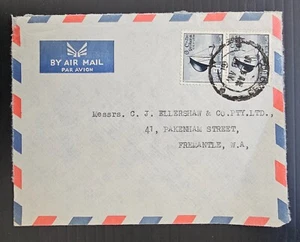 BY AIR MAIL
PAR AVION
Messrs. C. J. ELLERSHAW & CO.PTY.LTD.,
41, PAKENHAM STREET,
FREMANTLE, W.A,